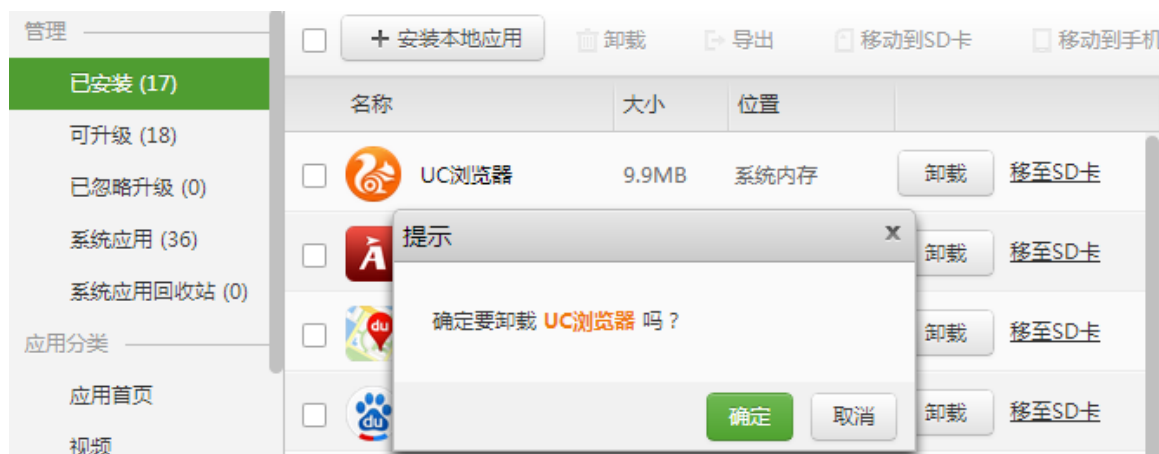 管理
+ 安装本地应用 卸载 导出 移动到SD卡 移动到手机
已安装 (17)
名称 大小 位置
可升级 (18)
UC浏览器 9.9MB 系统内存 卸载 移至SD卡
已忽略升级 (0)
提示 x
系统应用 (36)
À 卸载 移至SD卡
系统应用回收站 (0)
确定要卸载 UC浏览器 吗？
du 卸载 移至SD卡
应用分类
应用首页
确定 取消
du 卸载 移至SD卡
视频